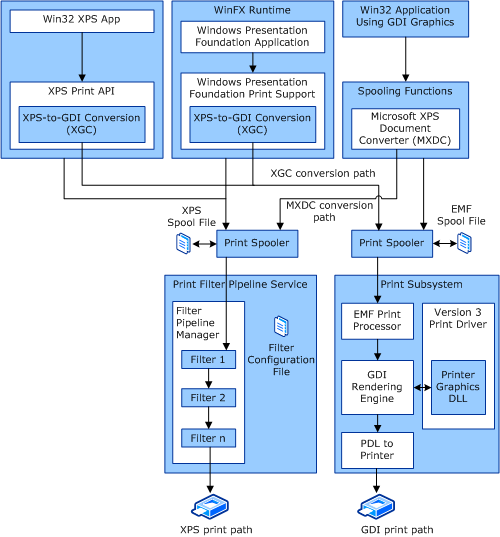 Win32 XPS App
XPS Print API
XPS-to-GDI Conversion
(XGC)
WinFX Runtime
Windows Presentation
Foundation Application
Windows Presentation
Foundation Print Support
XPS-to-GDI Conversion
(XGC)
Win32 Application
Using GDI Graphics
Spooling Functions
Microsoft XPS
Document
Converter (MXDC)
XGC conversion path
MXDC conversion
path
XPS
Spool File
Print Spooler
Print Spooler
EMF
Spool File
Print Filter Pipeline Service
Filter
Pipeline
Manager
Filter 1
Filter 2
Filter n
Filter
Configuration
File
XPS print path
Print Subsystem
EMF Print
Processor
GDI
Rendering
Engine
PDL to
Printer
Version 3
Print Driver
Printer
Graphics
DLL
GDI print path